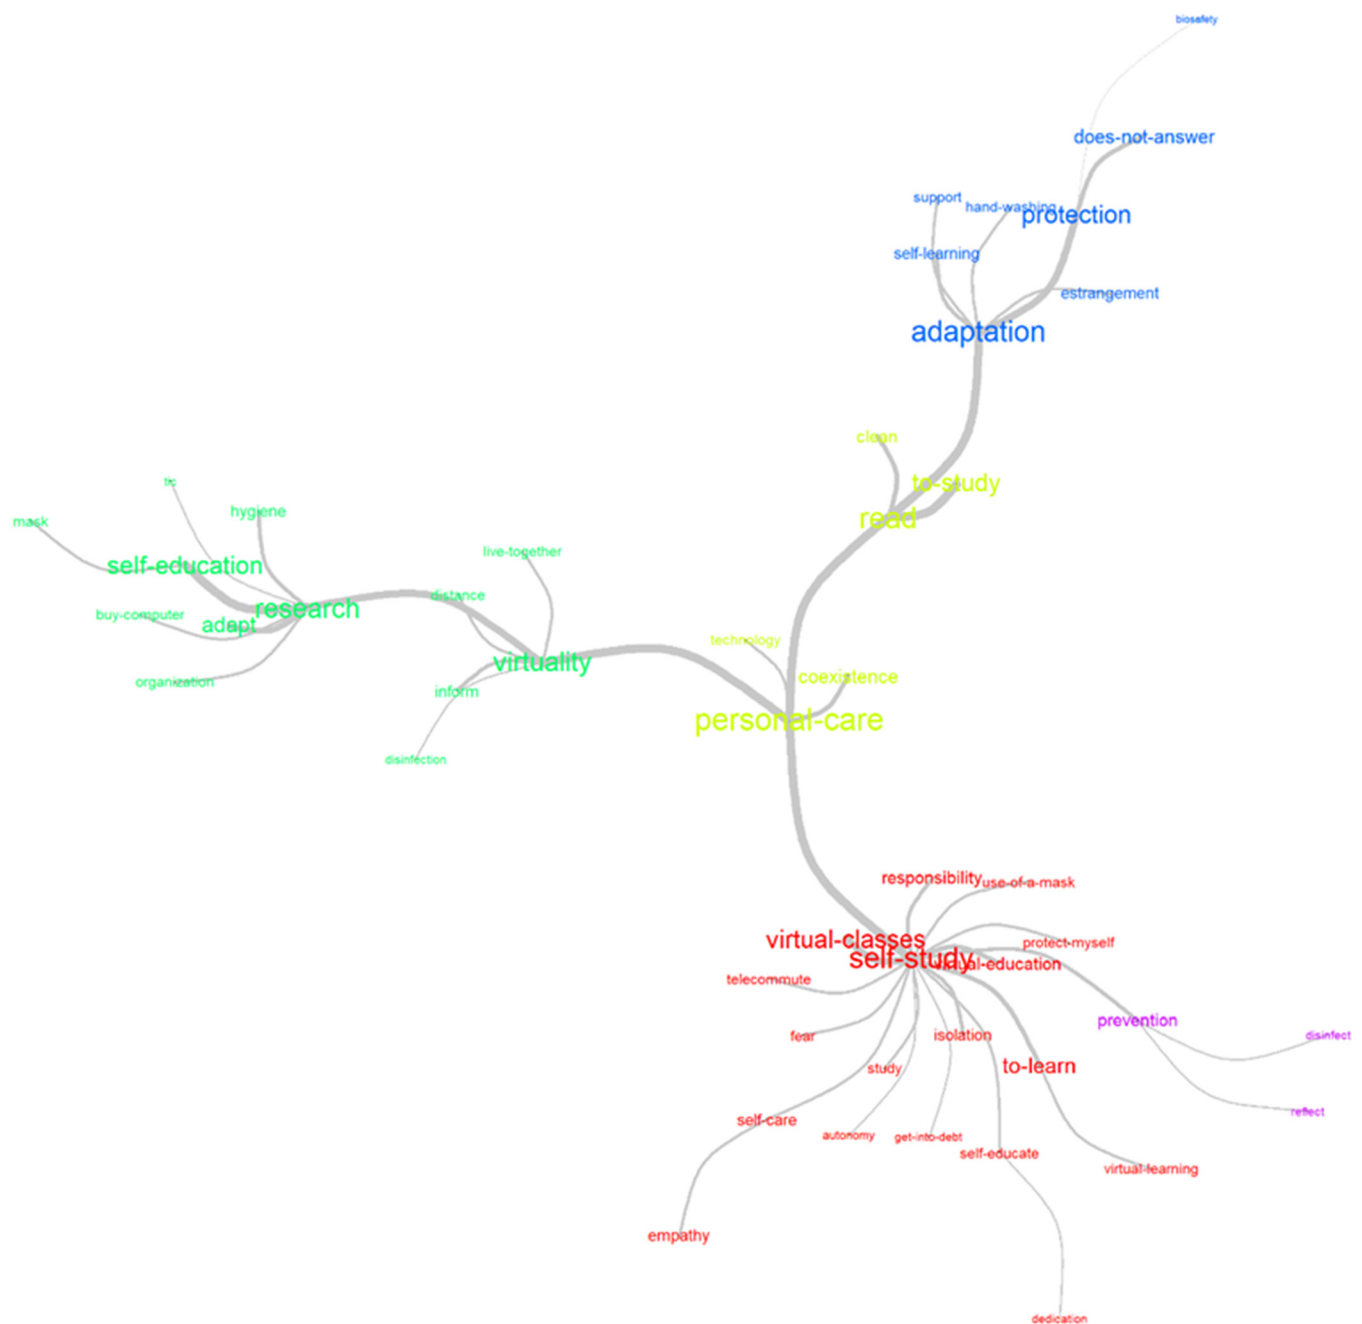 biosafety
does-not-answer
support
hand-washing
protection
self-learning
estrangement
adaptation
clean
to-study
read
tic
mask
hygiene
live-together
self-education
distance
research
buy-computer
adapt
technology
virtuality
coexistence
organization
inform
personal-care
disinfection
responsibility
use-of-a-mask
virtual-classes
protect-myself
self-study
virtual-education
telecommute
prevention
fear
isolation
disinfect
study
to-learn
reflect
self-care
autonomy
get-into-debt
self-educate
virtual-learning
empathy
dedication